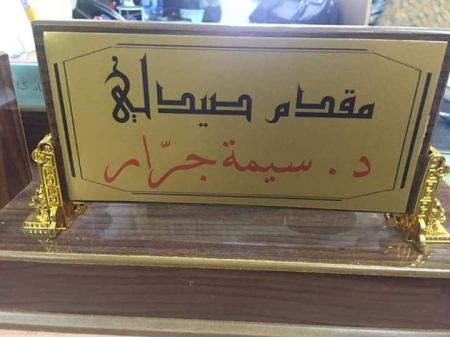 مقدم صيدلي
د. سيمة جرّار